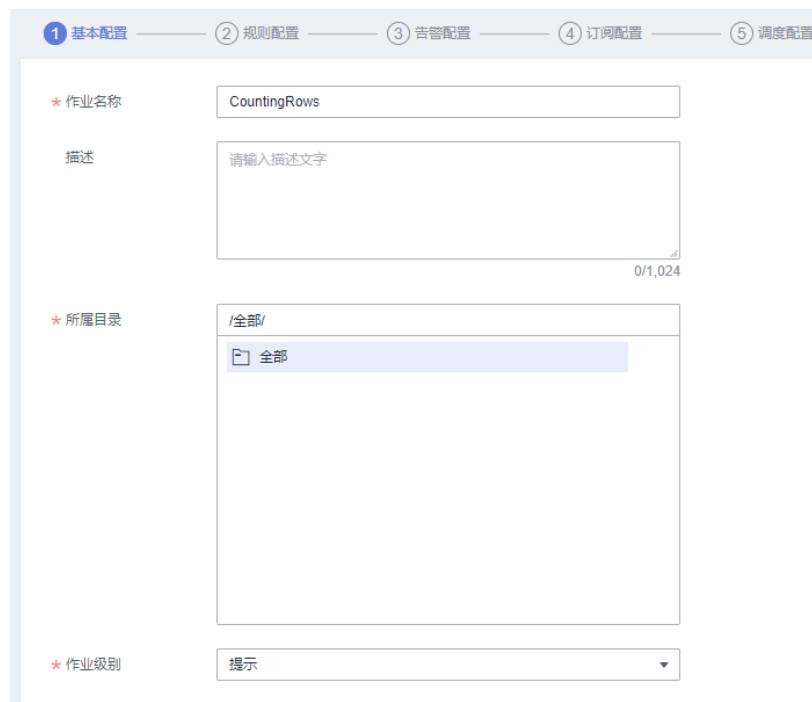 1 基本配置 2 规则配置 3 告警配置 4 订阅配置 5 调度配置
* 作业名称 CountingRows
描述 请输入描述文字
0/1,024
* 所属目录 /全部/
全部
* 作业级别 提示